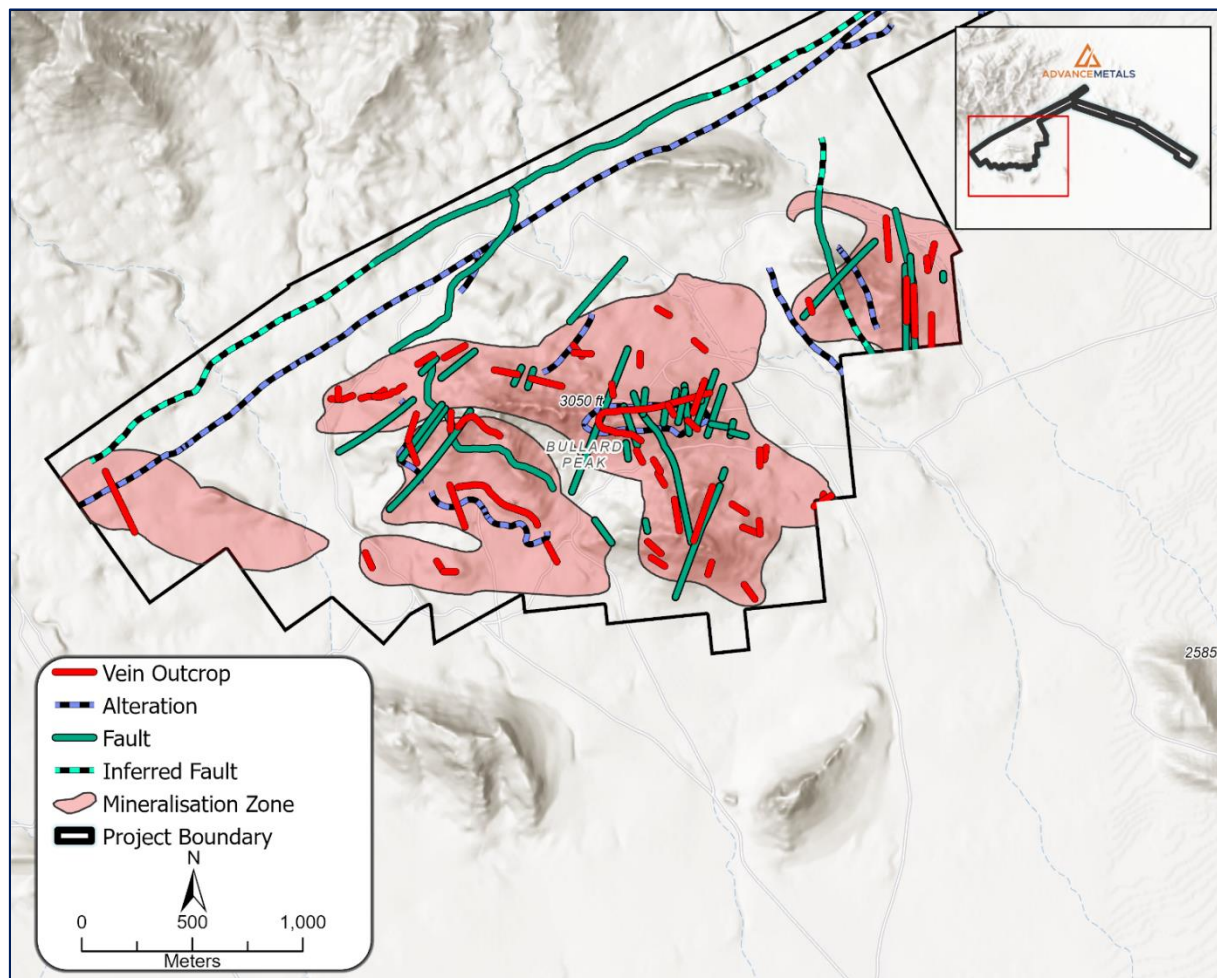 ADVANCEMETALS
3050 ft
BULLARD
PEAK
2585
Vein Outcrop
Alteration
Fault
Inferred Fault
Mineralisation Zone
Project Boundary
N
0 500 1,000
Meters